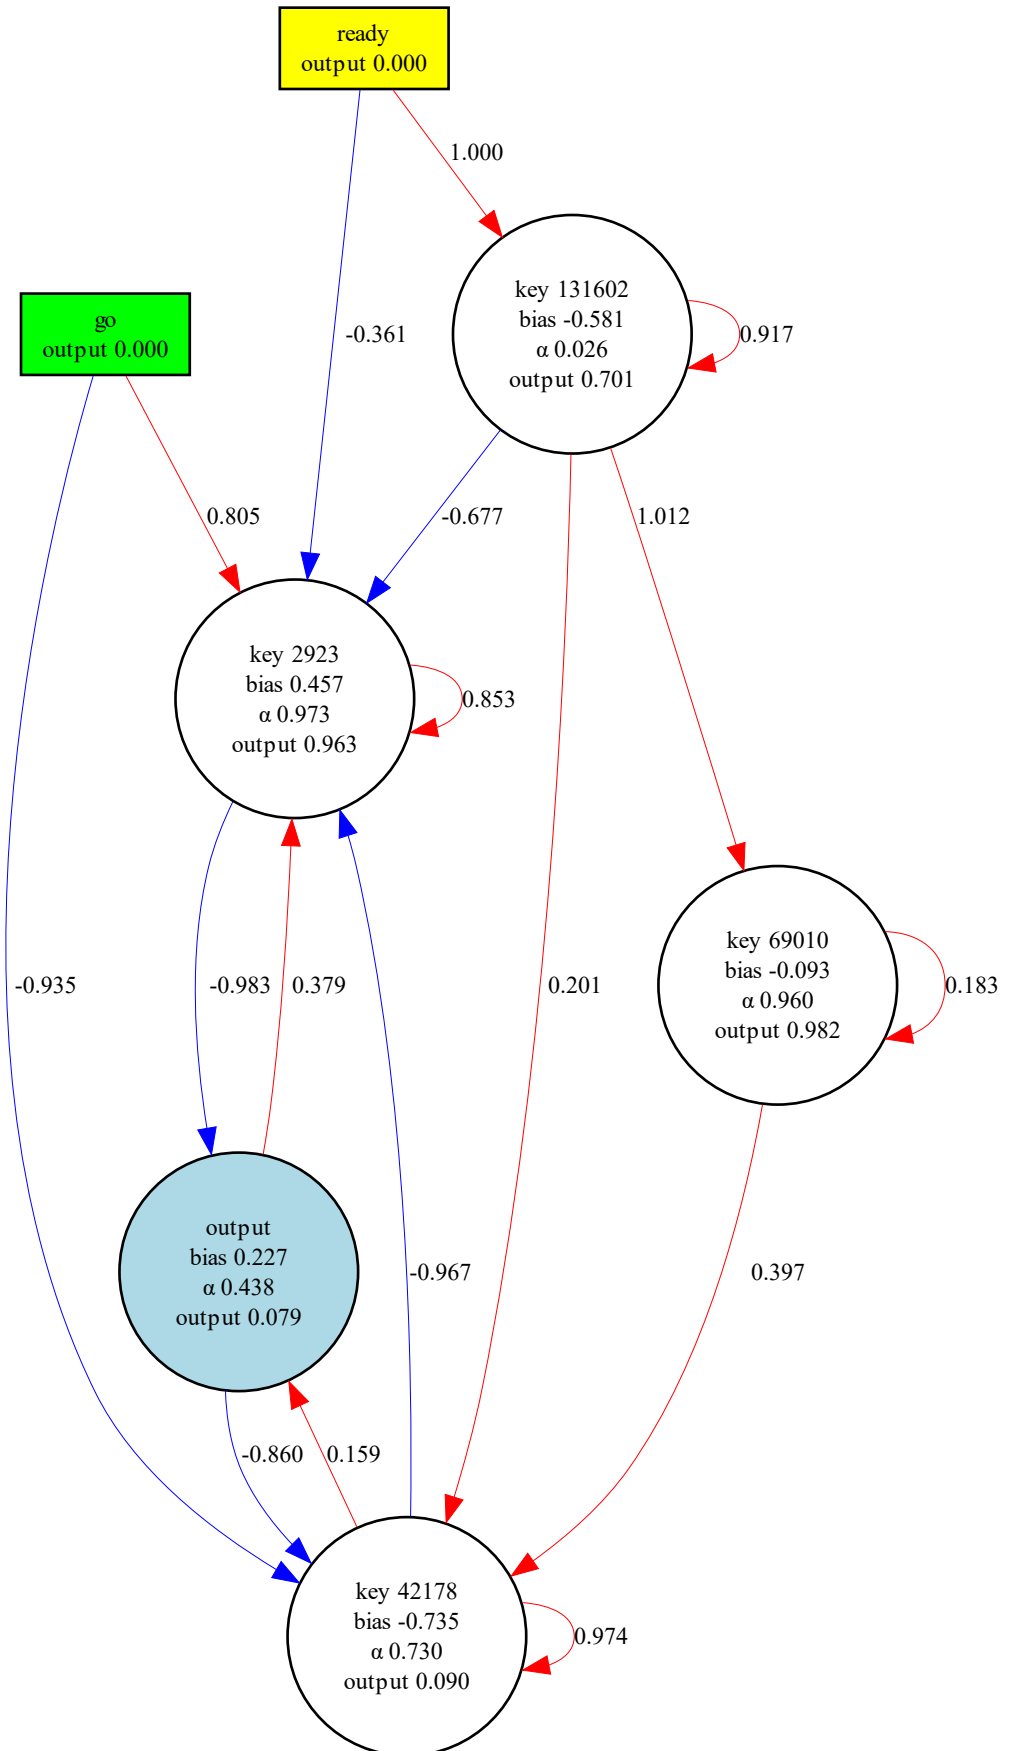 ready
output 0.000
1.000
key 131602
bias -0.581
α 0.026
output 0.701
0.917
-0.361
go
output 0.000
0.805
-0.677
1.012
key 2923
bias 0.457
α 0.973
output 0.963
0.853
key 69010
bias -0.093
α 0.960
output 0.982
0.183
-0.935
-0.983
0.379
0.201
output
bias 0.227
α 0.438
output 0.079
-0.967
0.397
-0.860
0.159
key 42178
bias -0.735
α 0.730
output 0.090
0.974